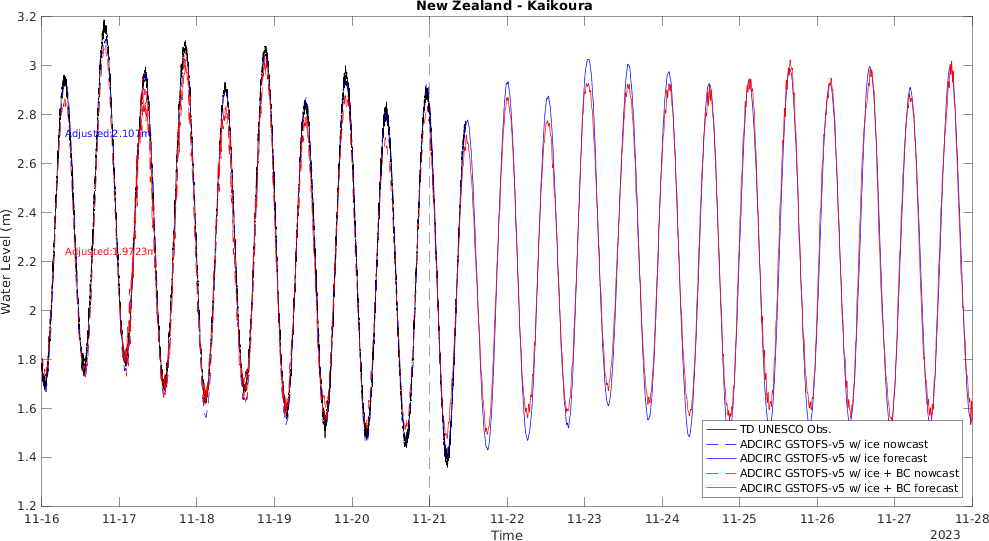 New Zealand - Kaikoura
3.2
3
2.8
2.6
2.4
2.2
2
1.8
1.6
1.4
1.2
Water Level (m)
Adjusted:2.107m
Adjusted:1.9723m
TD UNESCO Obs.
ADCIRC GSTOFS-v5 w/ ice nowcast
ADCIRC GSTOFS-v5 w/ ice forecast
ADCIRC GSTOFS-v5 w/ ice + BC nowcast
ADCIRC GSTOFS-v5 w/ ice + BC forecast
11-16 11-17 11-18 11-19 11-20 11-21 11-22 11-23 11-24 11-25 11-26 11-27 11-28
Time
2023